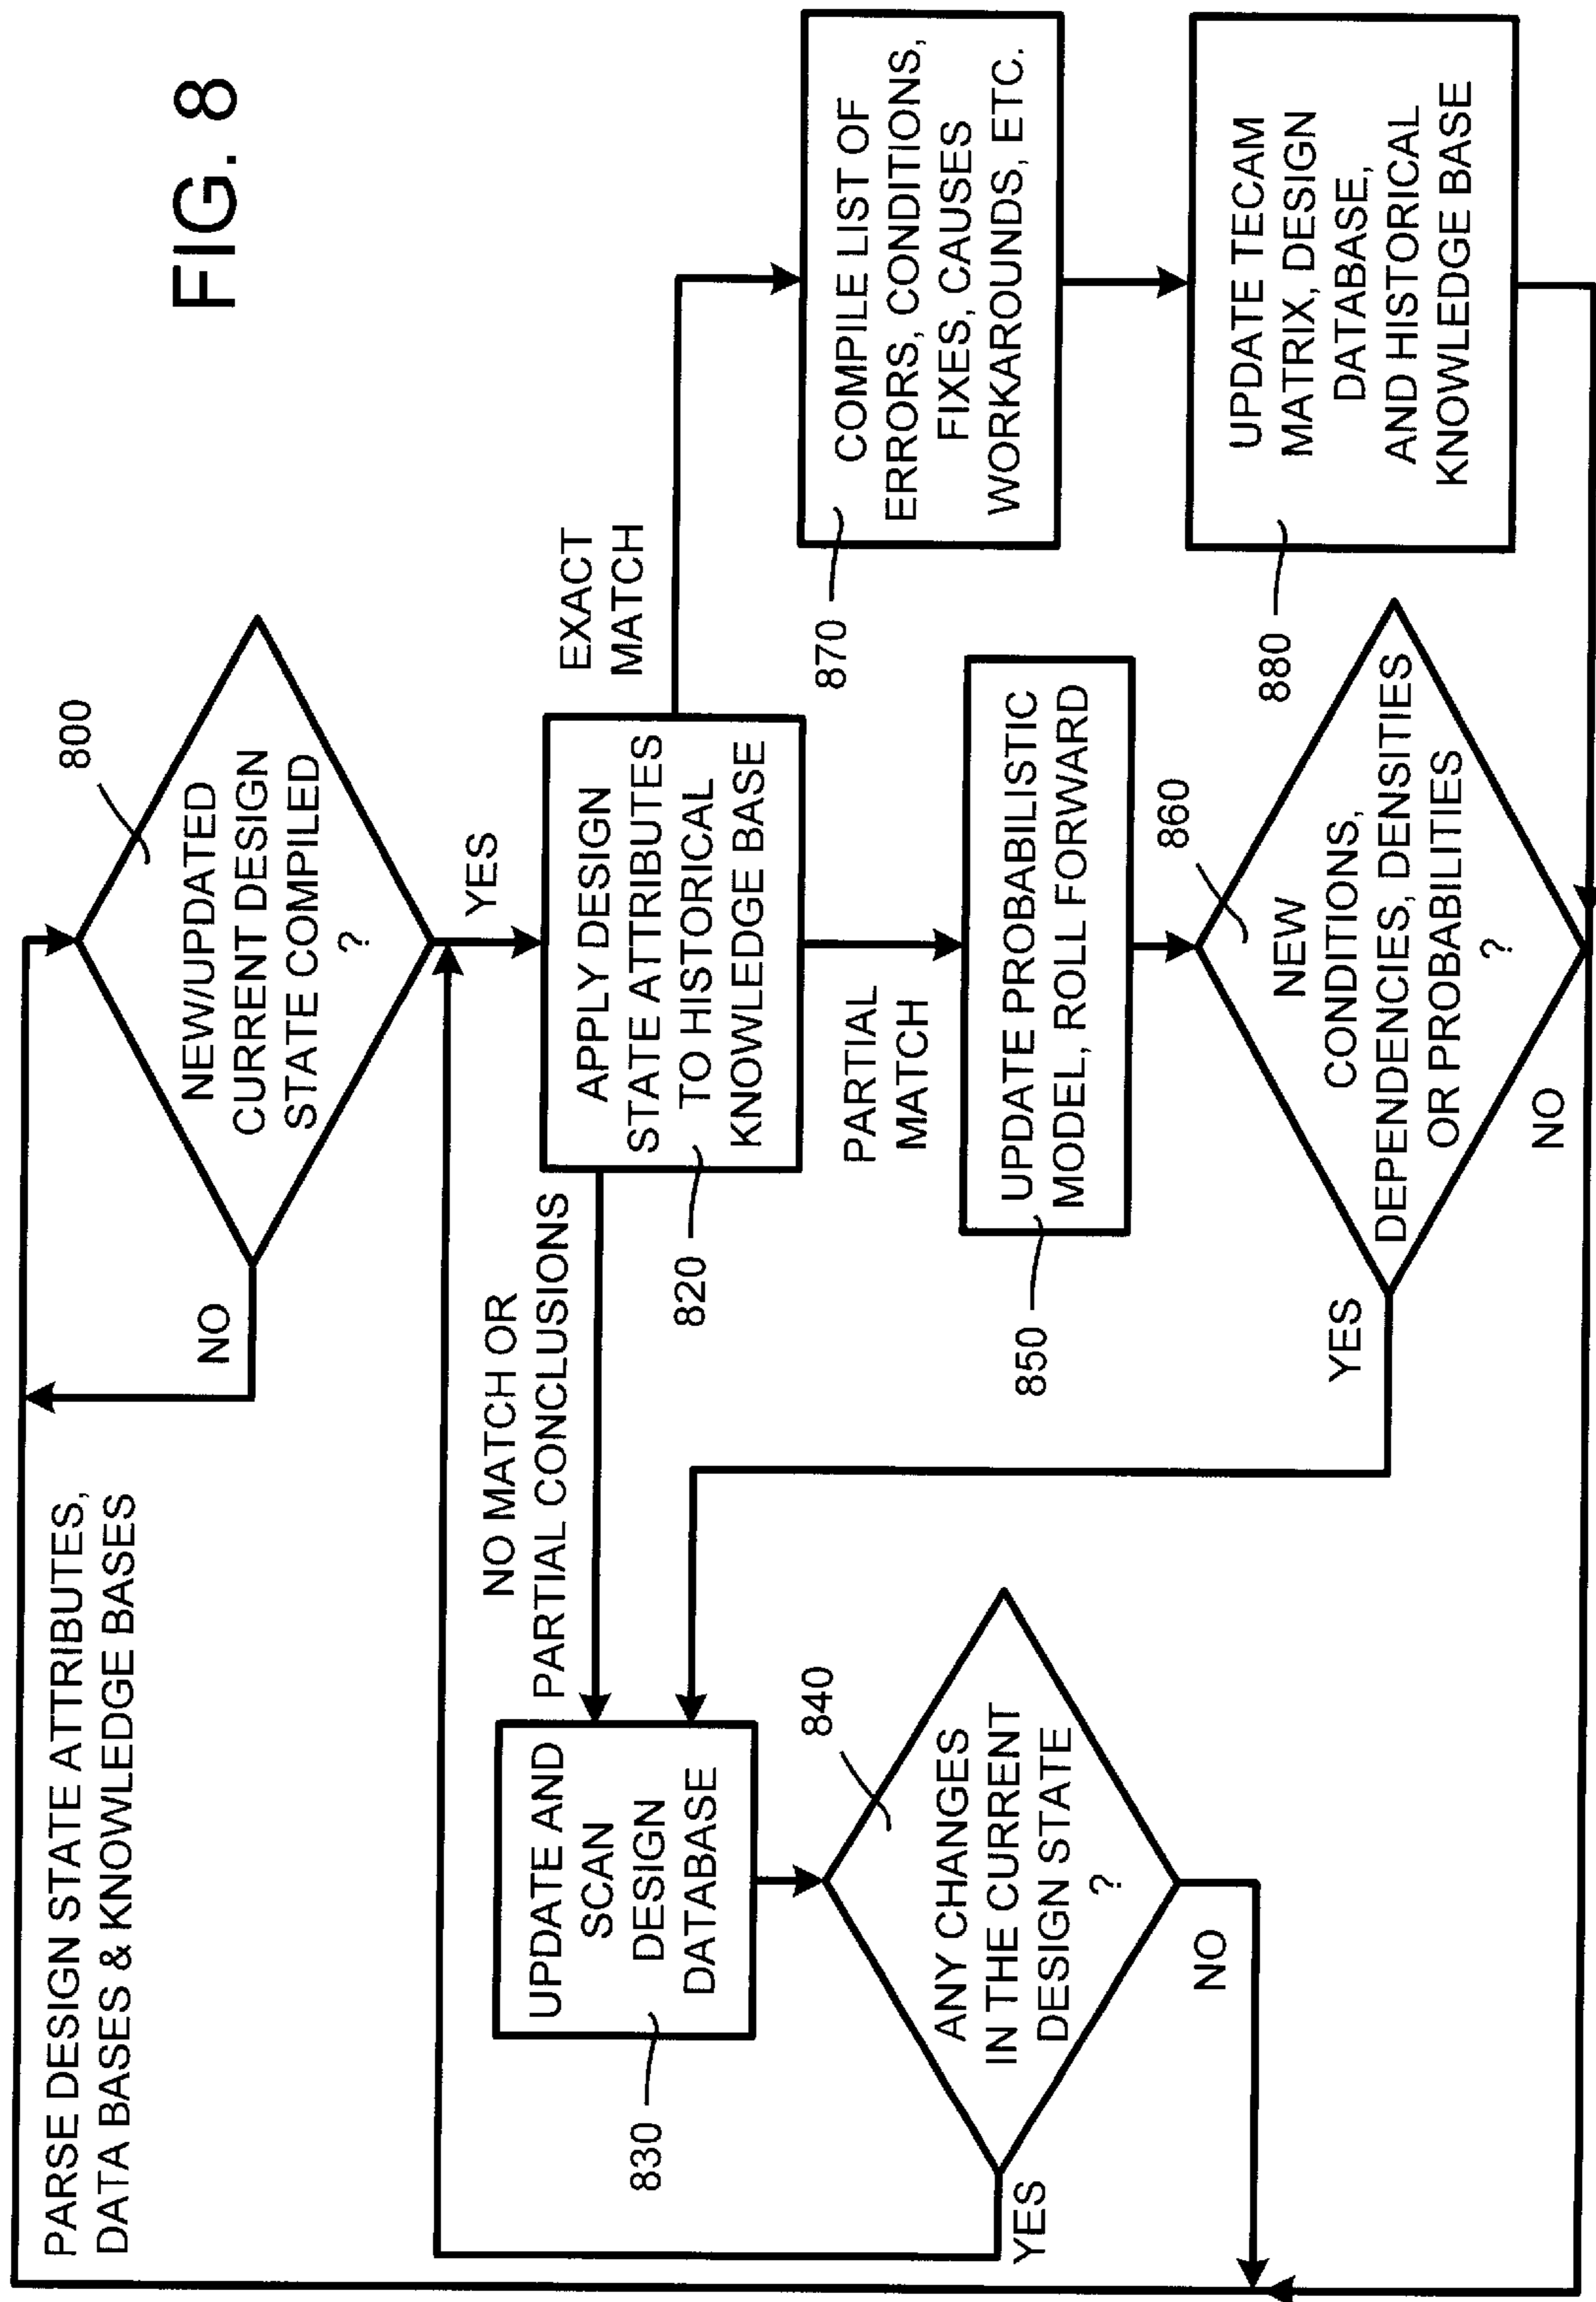 FIG. 8
PARSE DESIGN STATE ATTRIBUTES,
DATA BASES & KNOWLEDGE BASES
800
NEW/UPDATED
CURRENT DESIGN
STATE COMPILED
?
NO
YES
APPLY DESIGN
STATE ATTRIBUTES
TO HISTORICAL
KNOWLEDGE BASE
820
NO MATCH OR
PARTIAL CONCLUSIONS
EXACT
MATCH
PARTIAL
MATCH
UPDATE AND
SCAN
DESIGN
DATABASE
830
840
ANY CHANGES
IN THE CURRENT
DESIGN STATE
?
YES
NO
UPDATE PROBABILISTIC
MODEL, ROLL FORWARD
850
860
NEW
CONDITIONS,
DEPENDENCIES, DENSITIES
OR PROBABILITIES
?
YES
NO
COMPILE LIST OF
ERRORS, CONDITIONS,
FIXES, CAUSES
WORKAROUNDS, ETC.
870
UPDATE TECAM
MATRIX, DESIGN
DATABASE,
AND HISTORICAL
KNOWLEDGE BASE
880